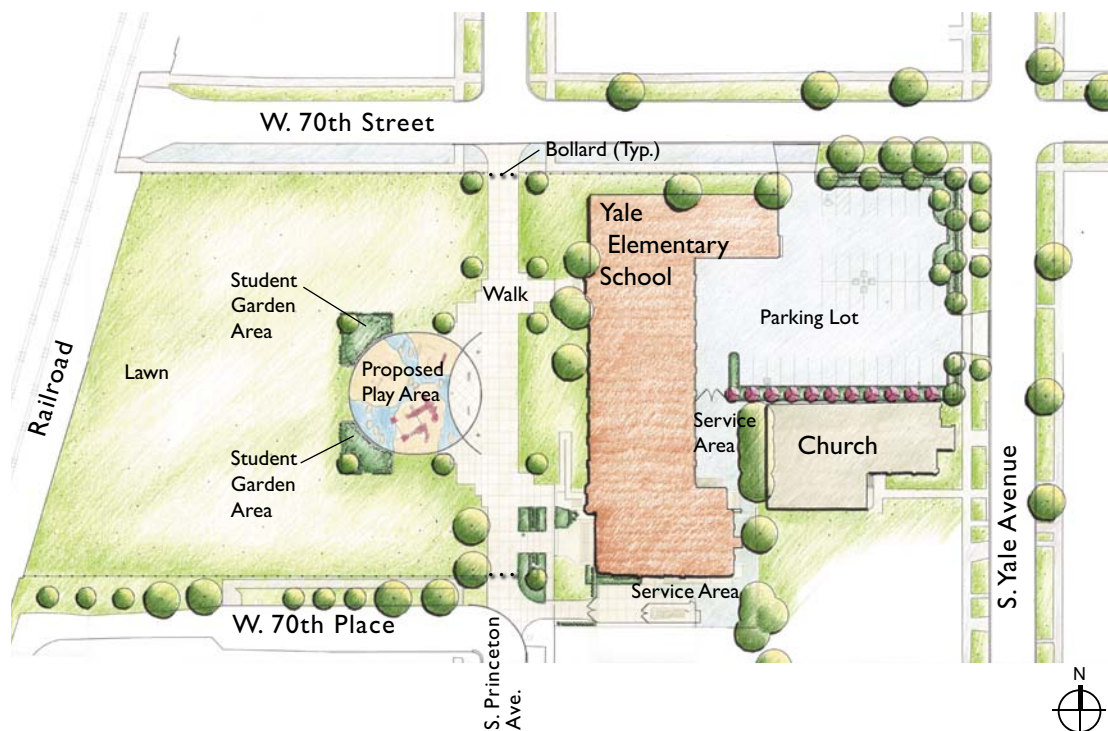 W. 70th Street
Bollard (Typ.)
Yale
Elementary
School
Student
Garden
Area
Walk
Parking Lot
Railroad
Lawn
Proposed
Play Area
Service
Area
Church
Student
Garden
Area
S. Yale Avenue
Service Area
W. 70th Place
S. Princeton
Ave.
N